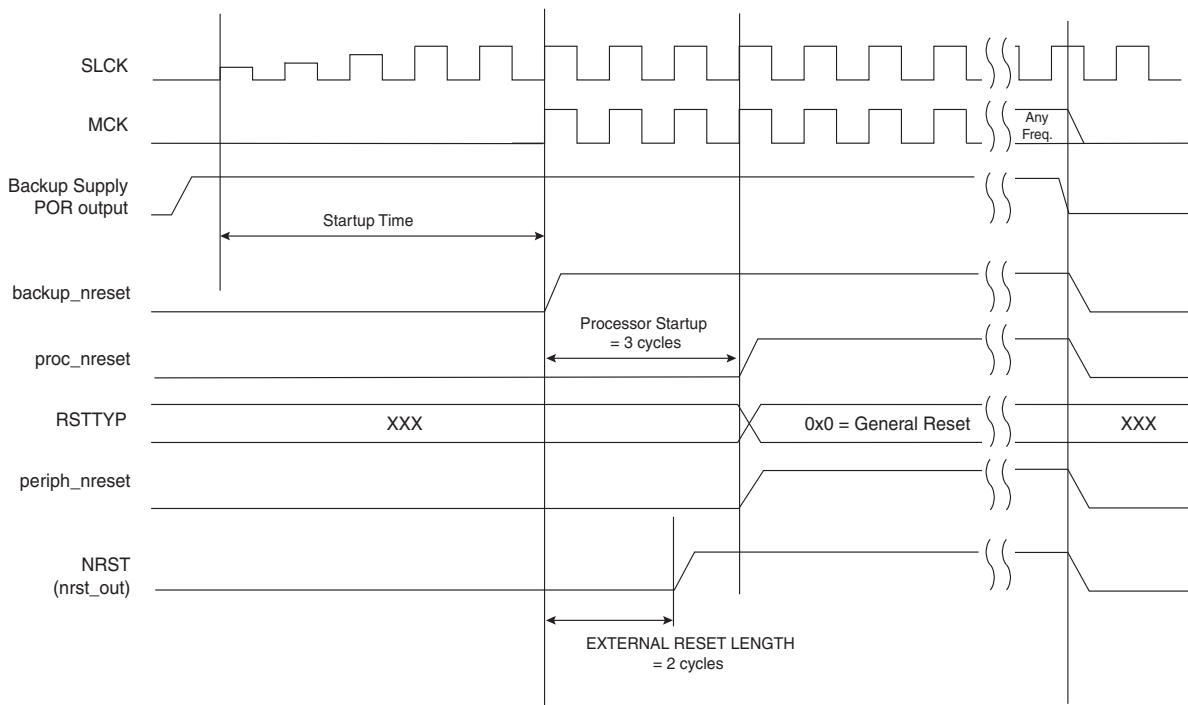 SLCK
MCK
Any
Freq.
Backup Supply
POR output
Startup Time
backup_nreset
Processor Startup
= 3 cycles
proc_nreset
RSTTYP
XXX
0x0 = General Reset
XXX
periph_nreset
NRST
(nrst_out)
EXTERNAL RESET LENGTH
= 2 cycles